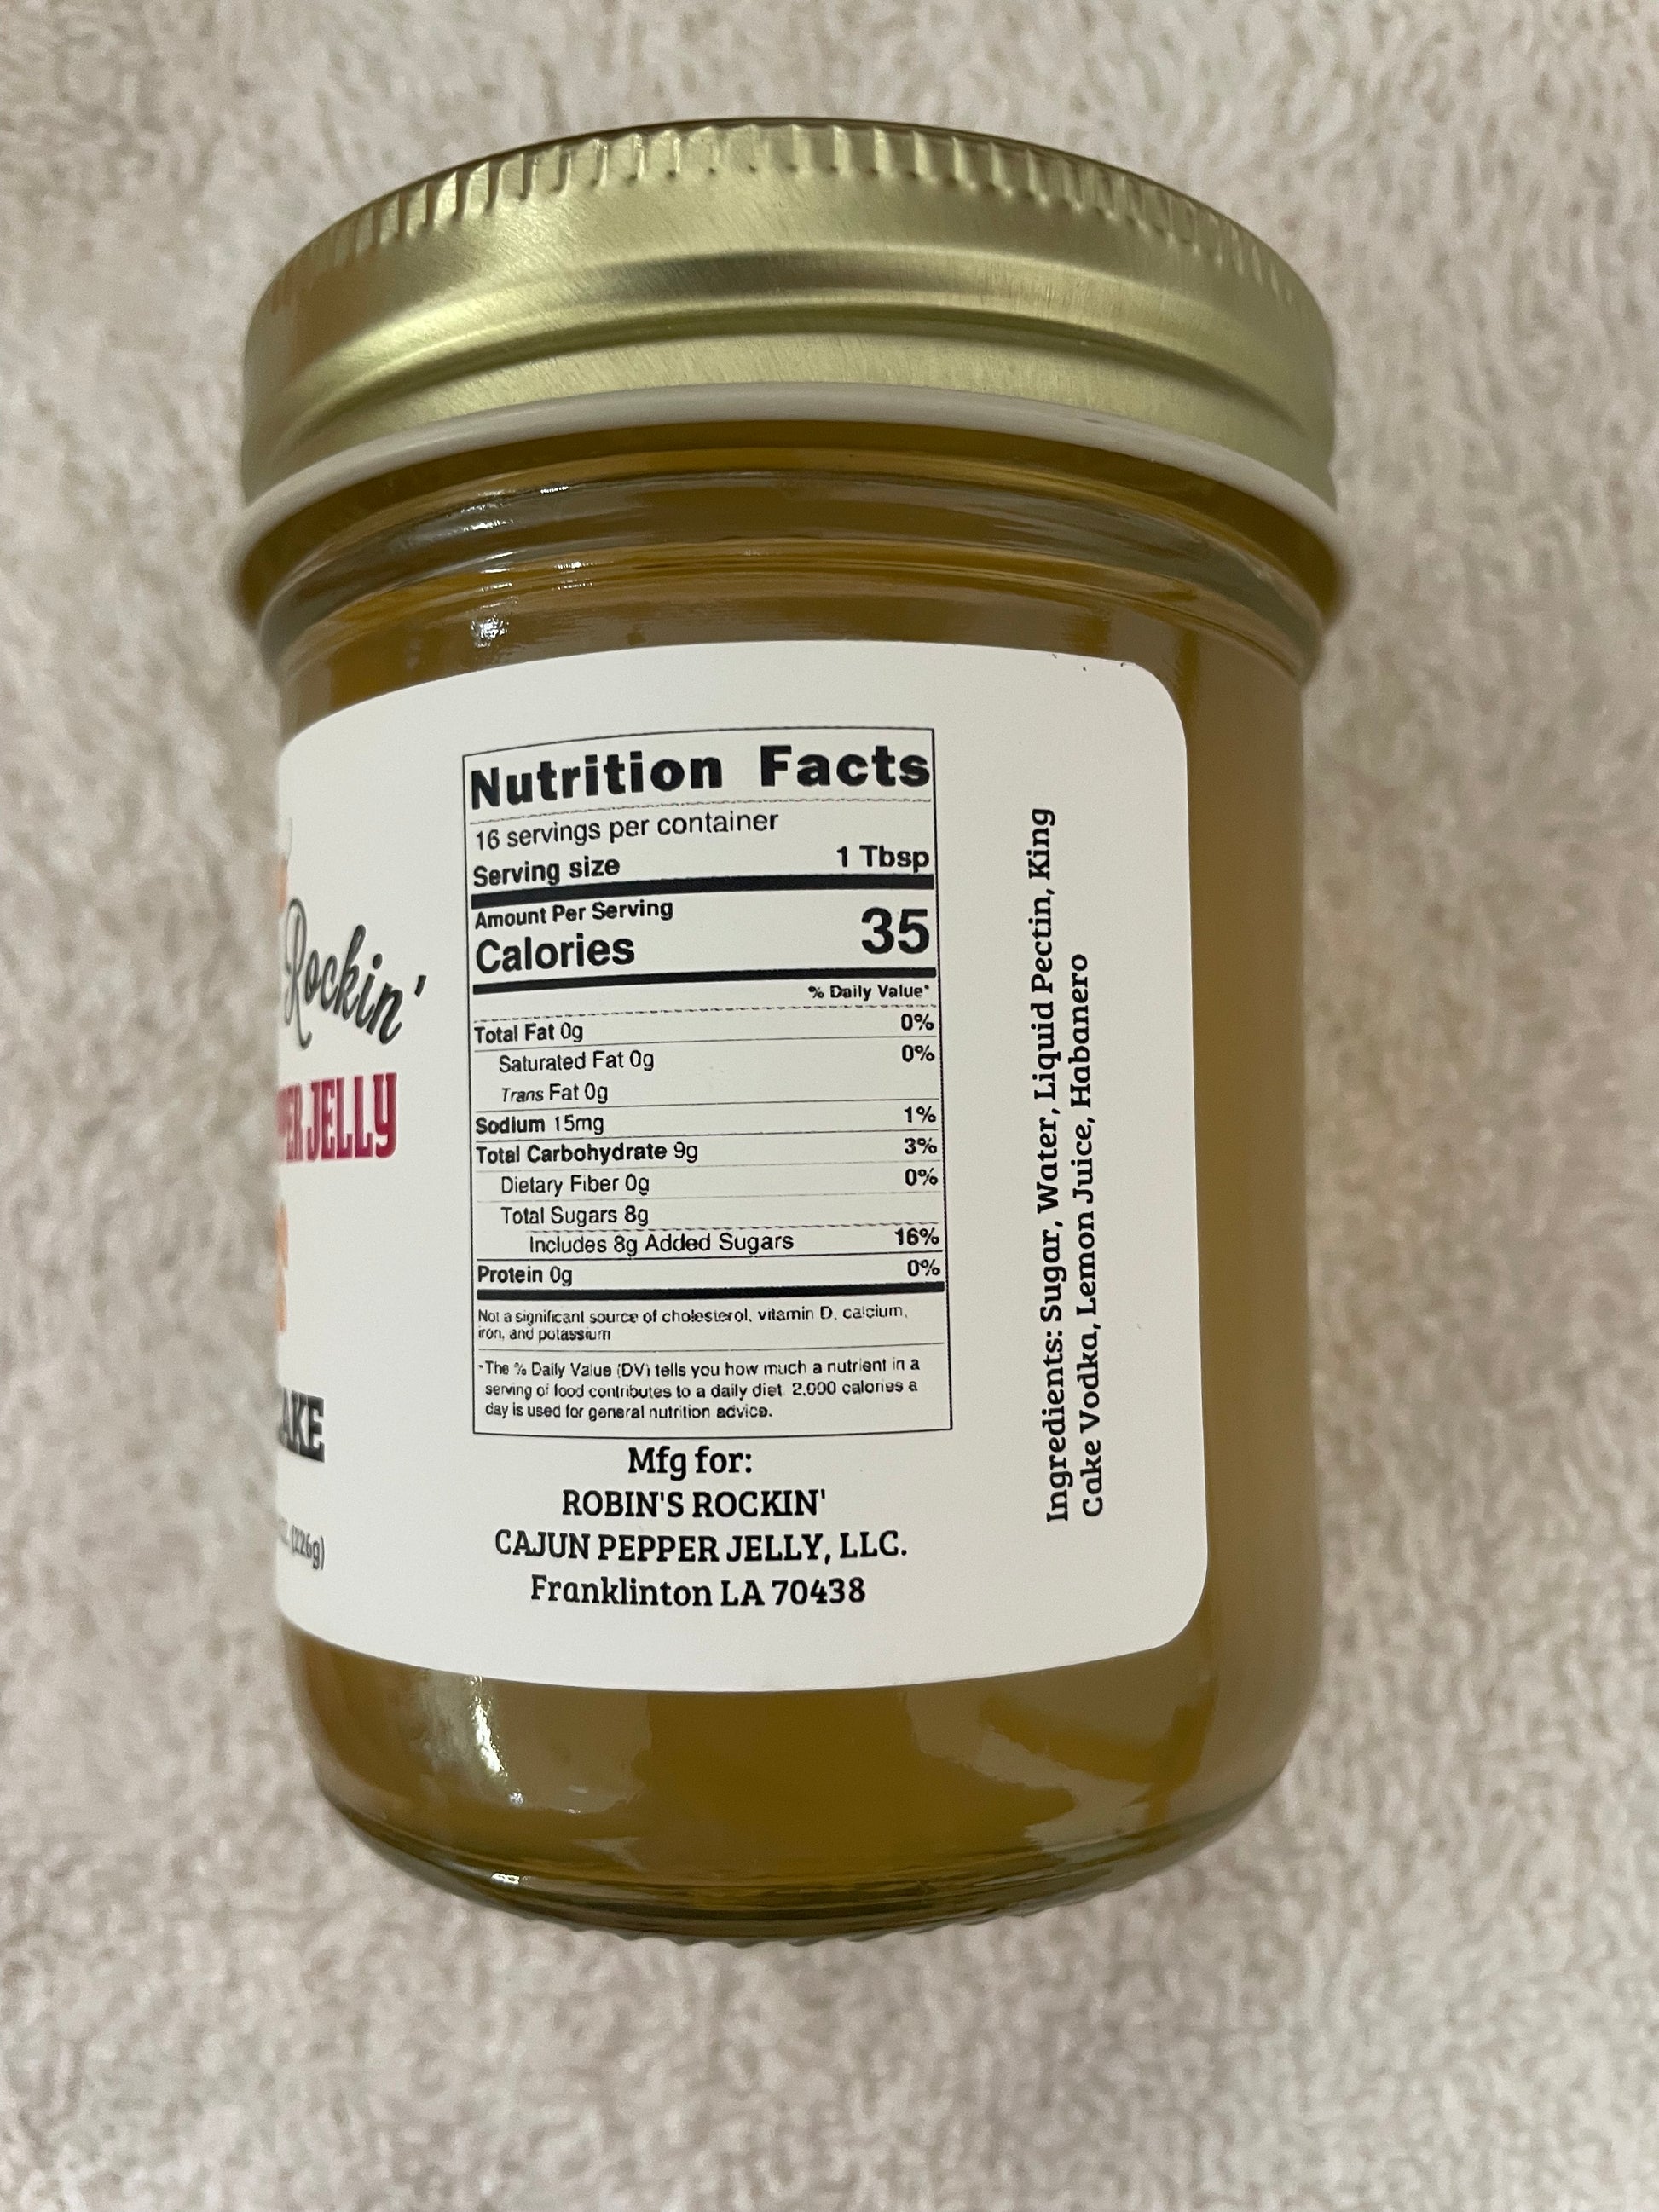 Rockin'
JELLY
(226g)
Nutrition Facts
16 servings per container
Serving size 1 Tbsp
Amount Per Serving
Calories 35
% Daily Value*
Total Fat 0g 0%
Saturated Fat 0g 0%
Trans Fat 0g
Sodium 15mg 1%
Total Carbohydrate 9g 3%
Dietary Fiber 0g 0%
Total Sugars 8g
Includes 8g Added Sugars 16%
Protein 0g 0%
Not a significant source of cholesterol, vitamin D, calcium,
iron, and potassium
*The % Daily Value (DV) tells you how much a nutrient in a
serving of food contributes to a daily diet. 2,000 calories a
day is used for general nutrition advice.
Mfg for:
ROBIN'S ROCKIN'
CAJUN PEPPER JELLY, LLC.
Franklinton LA 70438
Ingredients: Sugar, Water, Liquid Pectin, King
Cake Vodka, Lemon Juice, Habanero